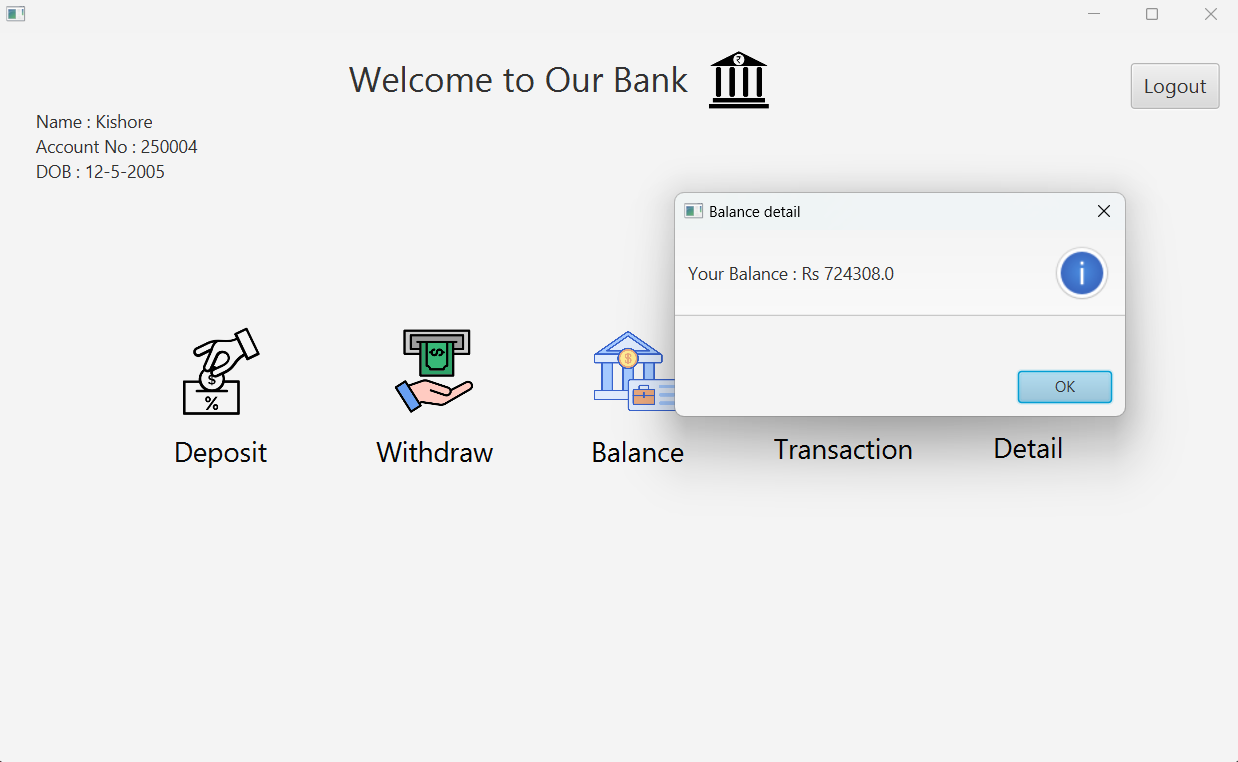 Welcome to Our Bank
Logout
Name : Kishore
Account No : 250004
DOB : 12-5-2005
Balance detail
Your Balance : Rs 724308.0
OK
Deposit
Withdraw
Balance
Transaction
Detail